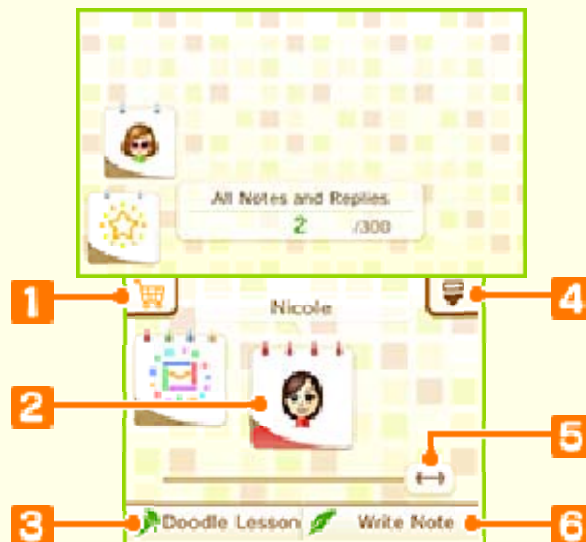 All Notes and Replies
2 /300
1
4
Nicole
2
5
3
Doodle Lesson
Write Note
6